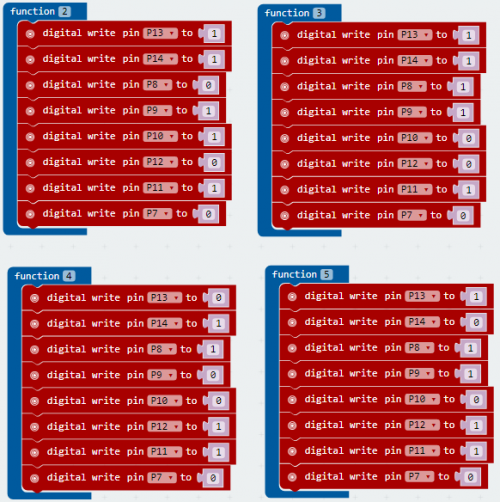 function 2
digital write pin P13 to 1
digital write pin P14 to 1
digital write pin P8 to 0
digital write pin P9 to 1
digital write pin P10 to 1
digital write pin P12 to 0
digital write pin P11 to 1
digital write pin P7 to 0
function 3
digital write pin P13 to 1
digital write pin P14 to 1
digital write pin P8 to 1
digital write pin P9 to 1
digital write pin P10 to 0
digital write pin P12 to 0
digital write pin P11 to 1
digital write pin P7 to 0
function 4
digital write pin P13 to 0
digital write pin P14 to 1
digital write pin P8 to 1
digital write pin P9 to 0
digital write pin P10 to 0
digital write pin P12 to 1
digital write pin P11 to 1
digital write pin P7 to 0
function 5
digital write pin P13 to 1
digital write pin P14 to 0
digital write pin P8 to 1
digital write pin P9 to 1
digital write pin P10 to 0
digital write pin P12 to 1
digital write pin P11 to 1
digital write pin P7 to 0